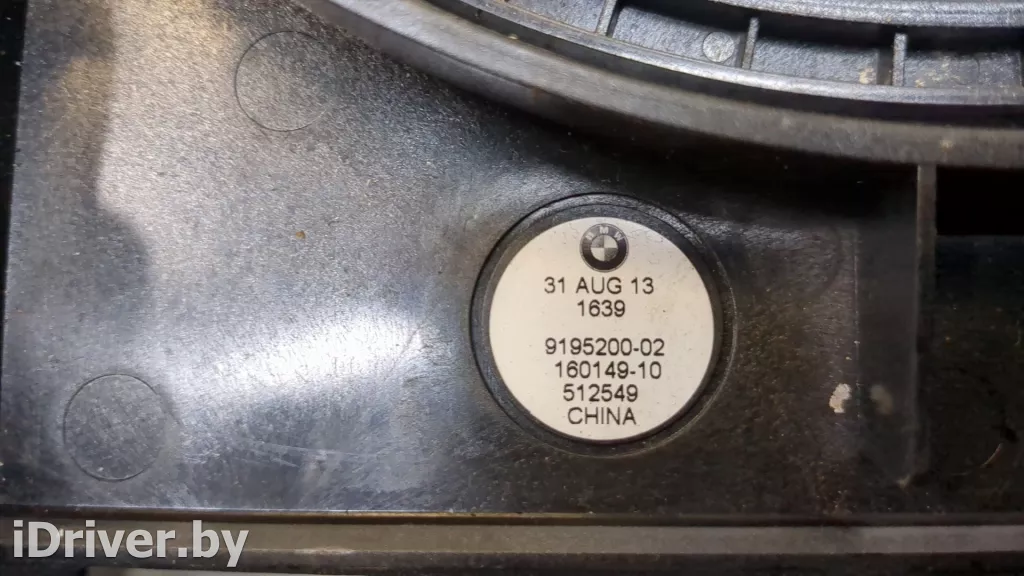 BMW
31 AUG 13
1639
9195200-02
160149-10
512549
CHINA
iDriver.by